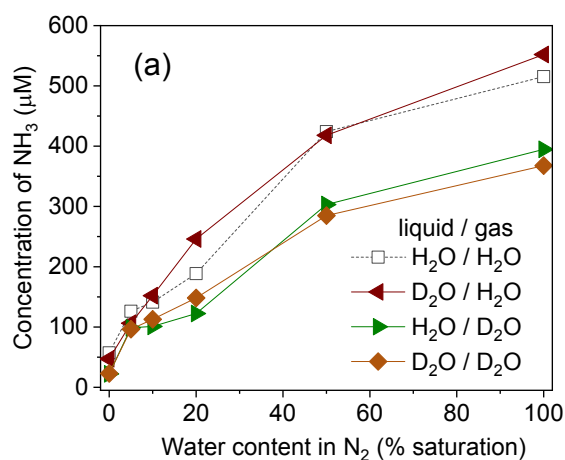 (a)
Concentration of NH₃ (μM)
600
500
400
300
200
100
0
liquid / gas
H₂O / H₂O
D₂O / H₂O
H₂O / D₂O
D₂O / D₂O
0 20 40 60 80 100
Water content in N₂ (% saturation)